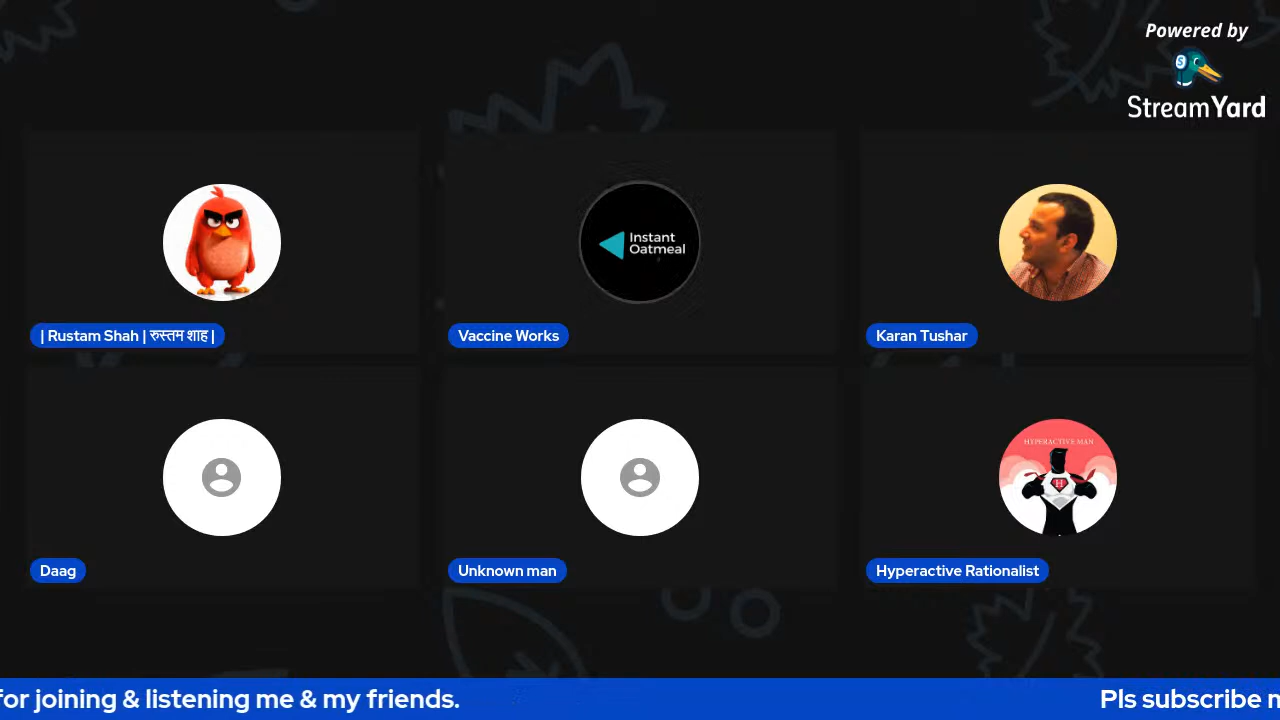 Powered by
StreamYard
Instant
Oatmeal
| Rustam Shah | रुस्तम शाह |
Vaccine Works
Karan Tushar
HYPERACTIVE MAN
H
Daag
Unknown man
Hyperactive Rationalist
for joining & listening me & my friends.
Pls subscribe